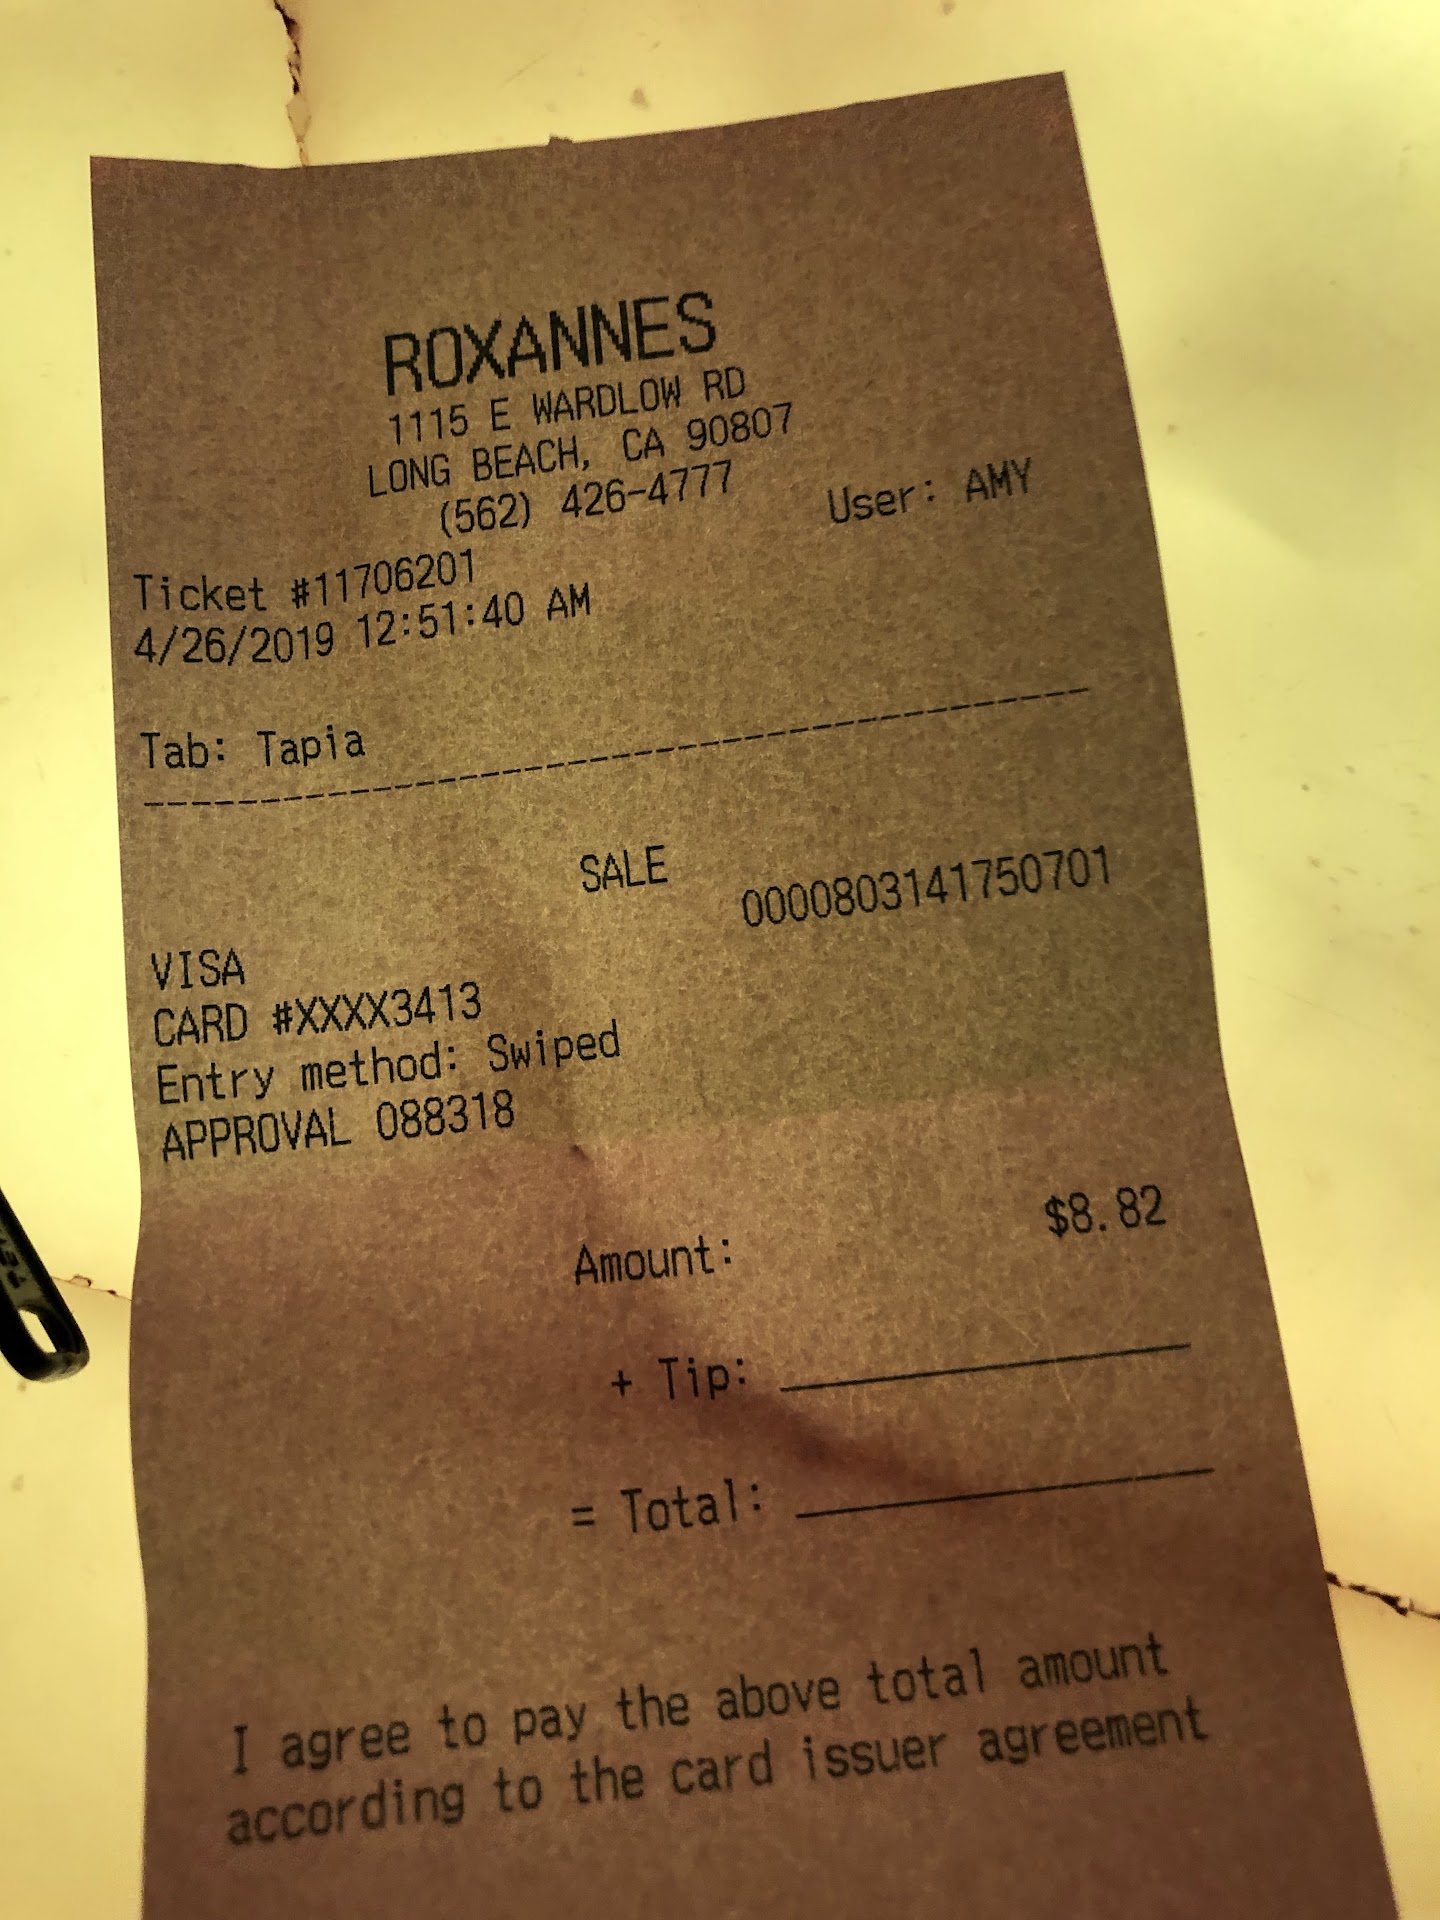 ROXANNES
1115 E WARDLOW RD
LONG BEACH, CA 90807
(562) 426-4777
User: AMY
Ticket #11706201
4/26/2019 12:51:40 AM
Tab: Tapia
SALE
0000803141750701
VISA
CARD #XXXX3413
Entry method: Swiped
APPROVAL 088318
Amount: $8.82
+ Tip:
= Total:
I agree to pay the above total amount
according to the card issuer agreement